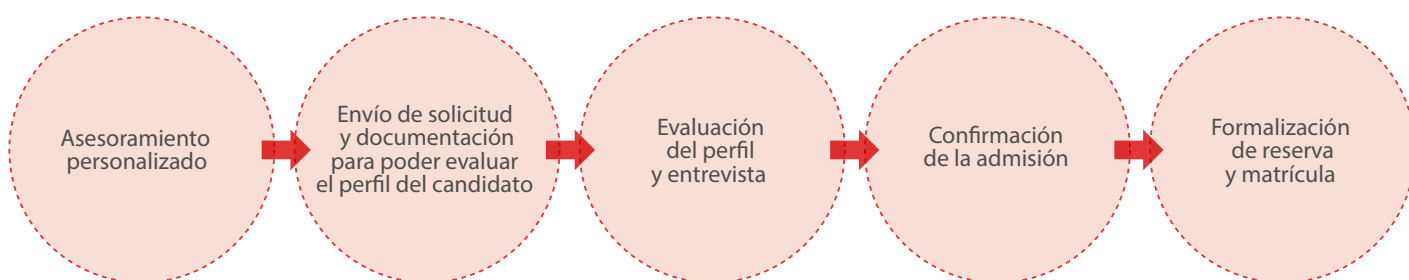 Asesoramiento
personalizado
Envío de solicitud
y documentación
para poder evaluar
el perfil del candidato
Evaluación
del perfil
y entrevista
Confirmación
de la admisión
Formalización
de reserva
y matrícula